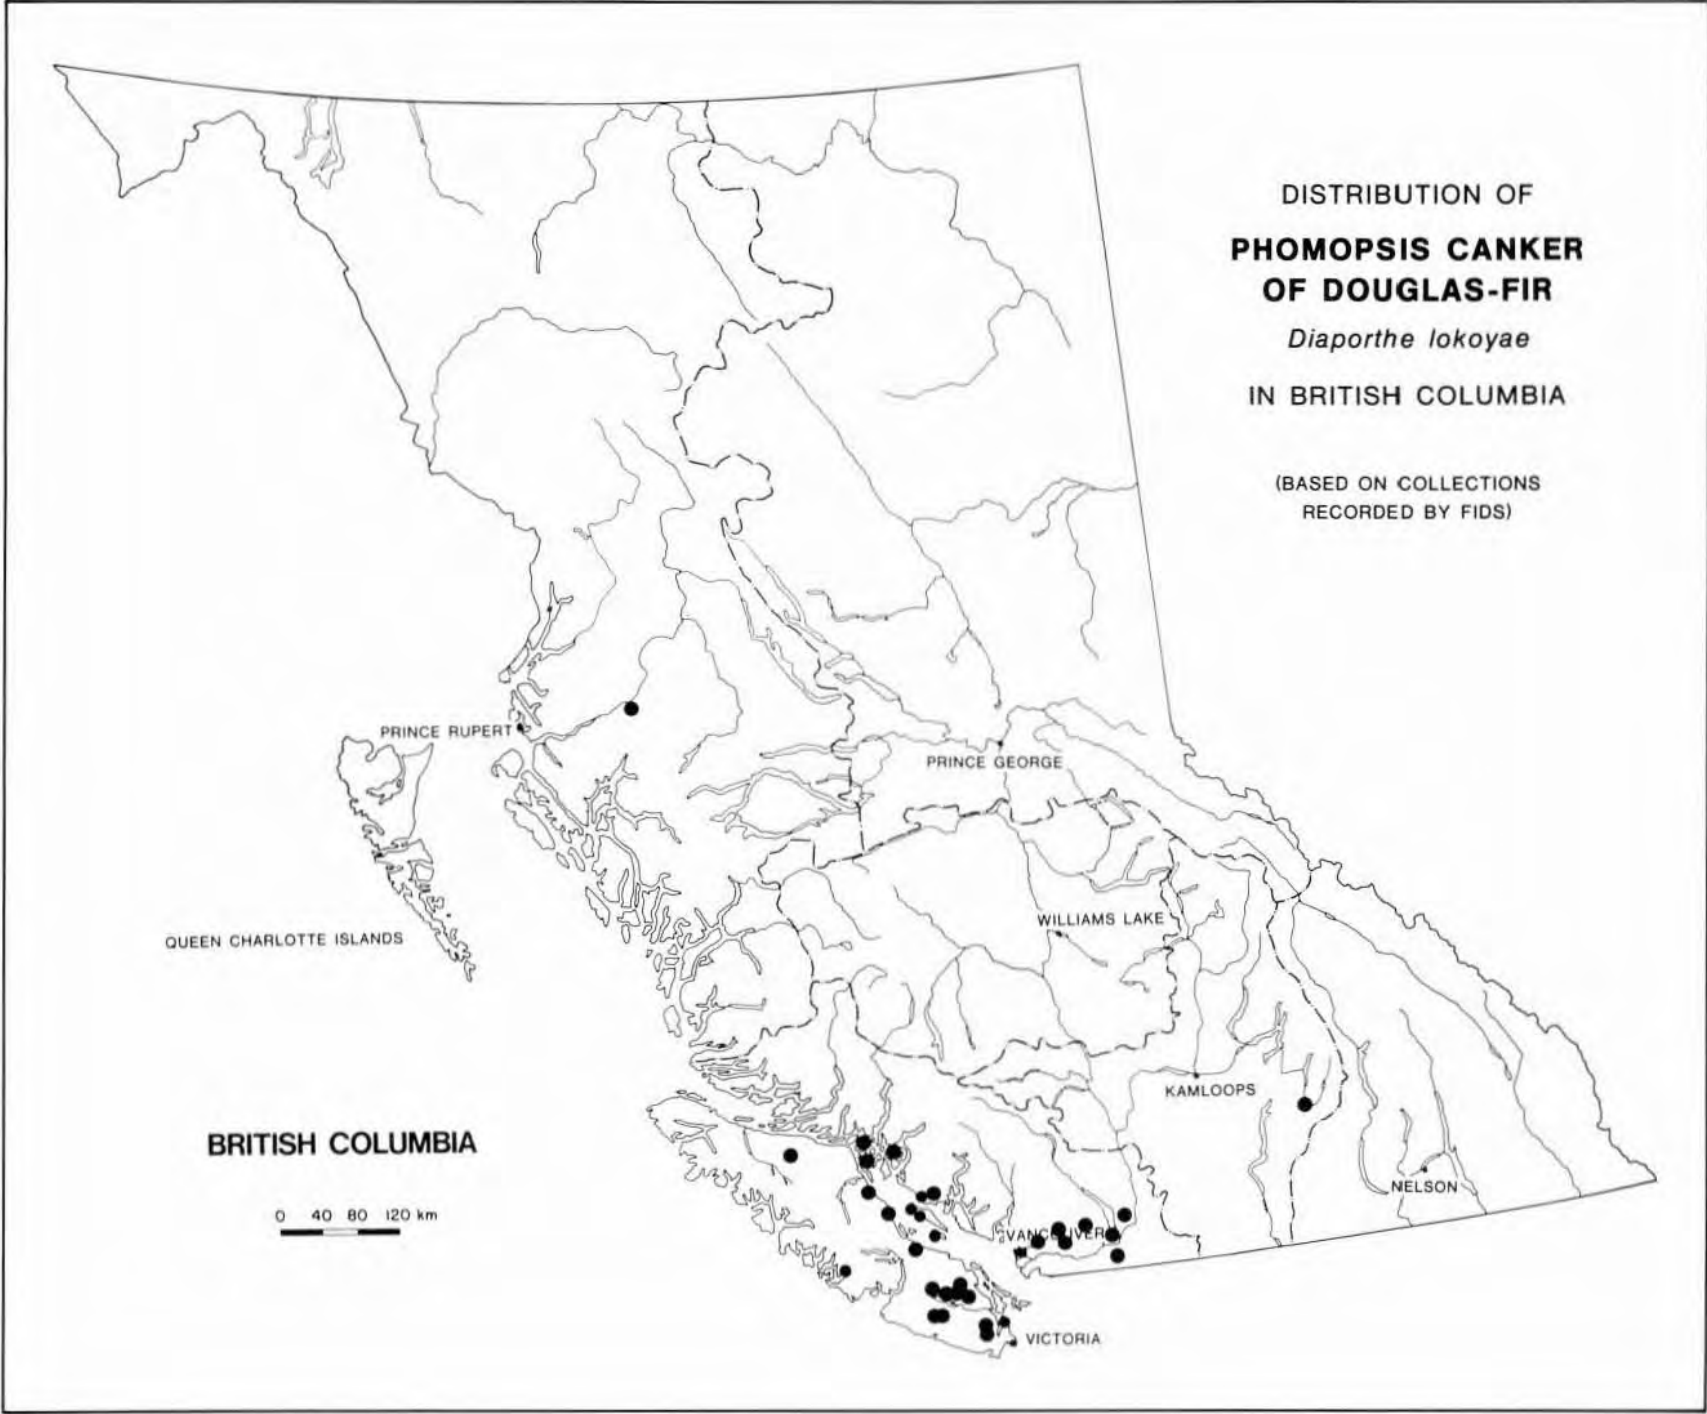 DISTRIBUTION OF
PHOMOPSIS CANKER
OF DOUGLAS-FIR
Diaporthe lokoyae
IN BRITISH COLUMBIA
(BASED ON COLLECTIONS
RECORDED BY FIDS)
PRINCE RUPERT
PRINCE GEORGE
QUEEN CHARLOTTE ISLANDS
WILLIAMS LAKE
KAMLOOPS
NELSON
BRITISH COLUMBIA
0 40 80 120 km
VANCOUVER
VICTORIA